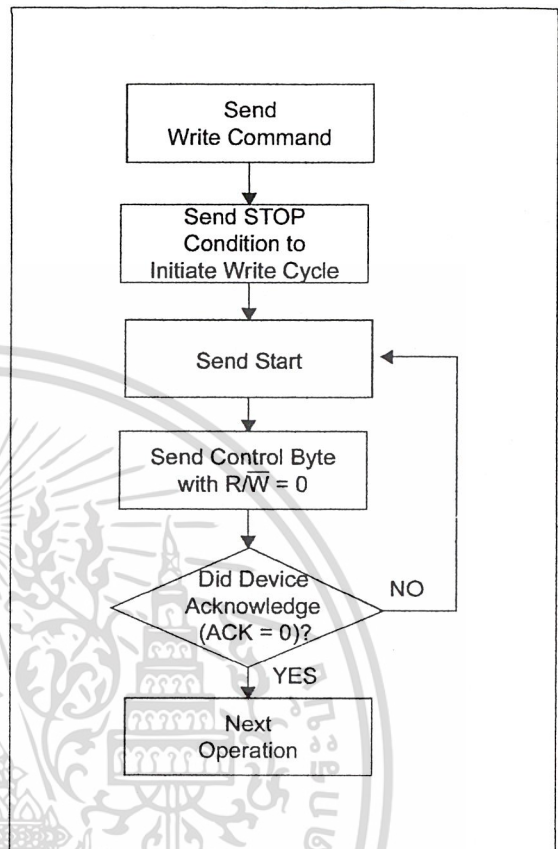 Send
Write Command
Send STOP
Condition to
Initiate Write Cycle
Send Start
Send Control Byte
with R/W̅ = 0
Did Device
Acknowledge
(ACK = 0)?
NO
YES
Next
Operation